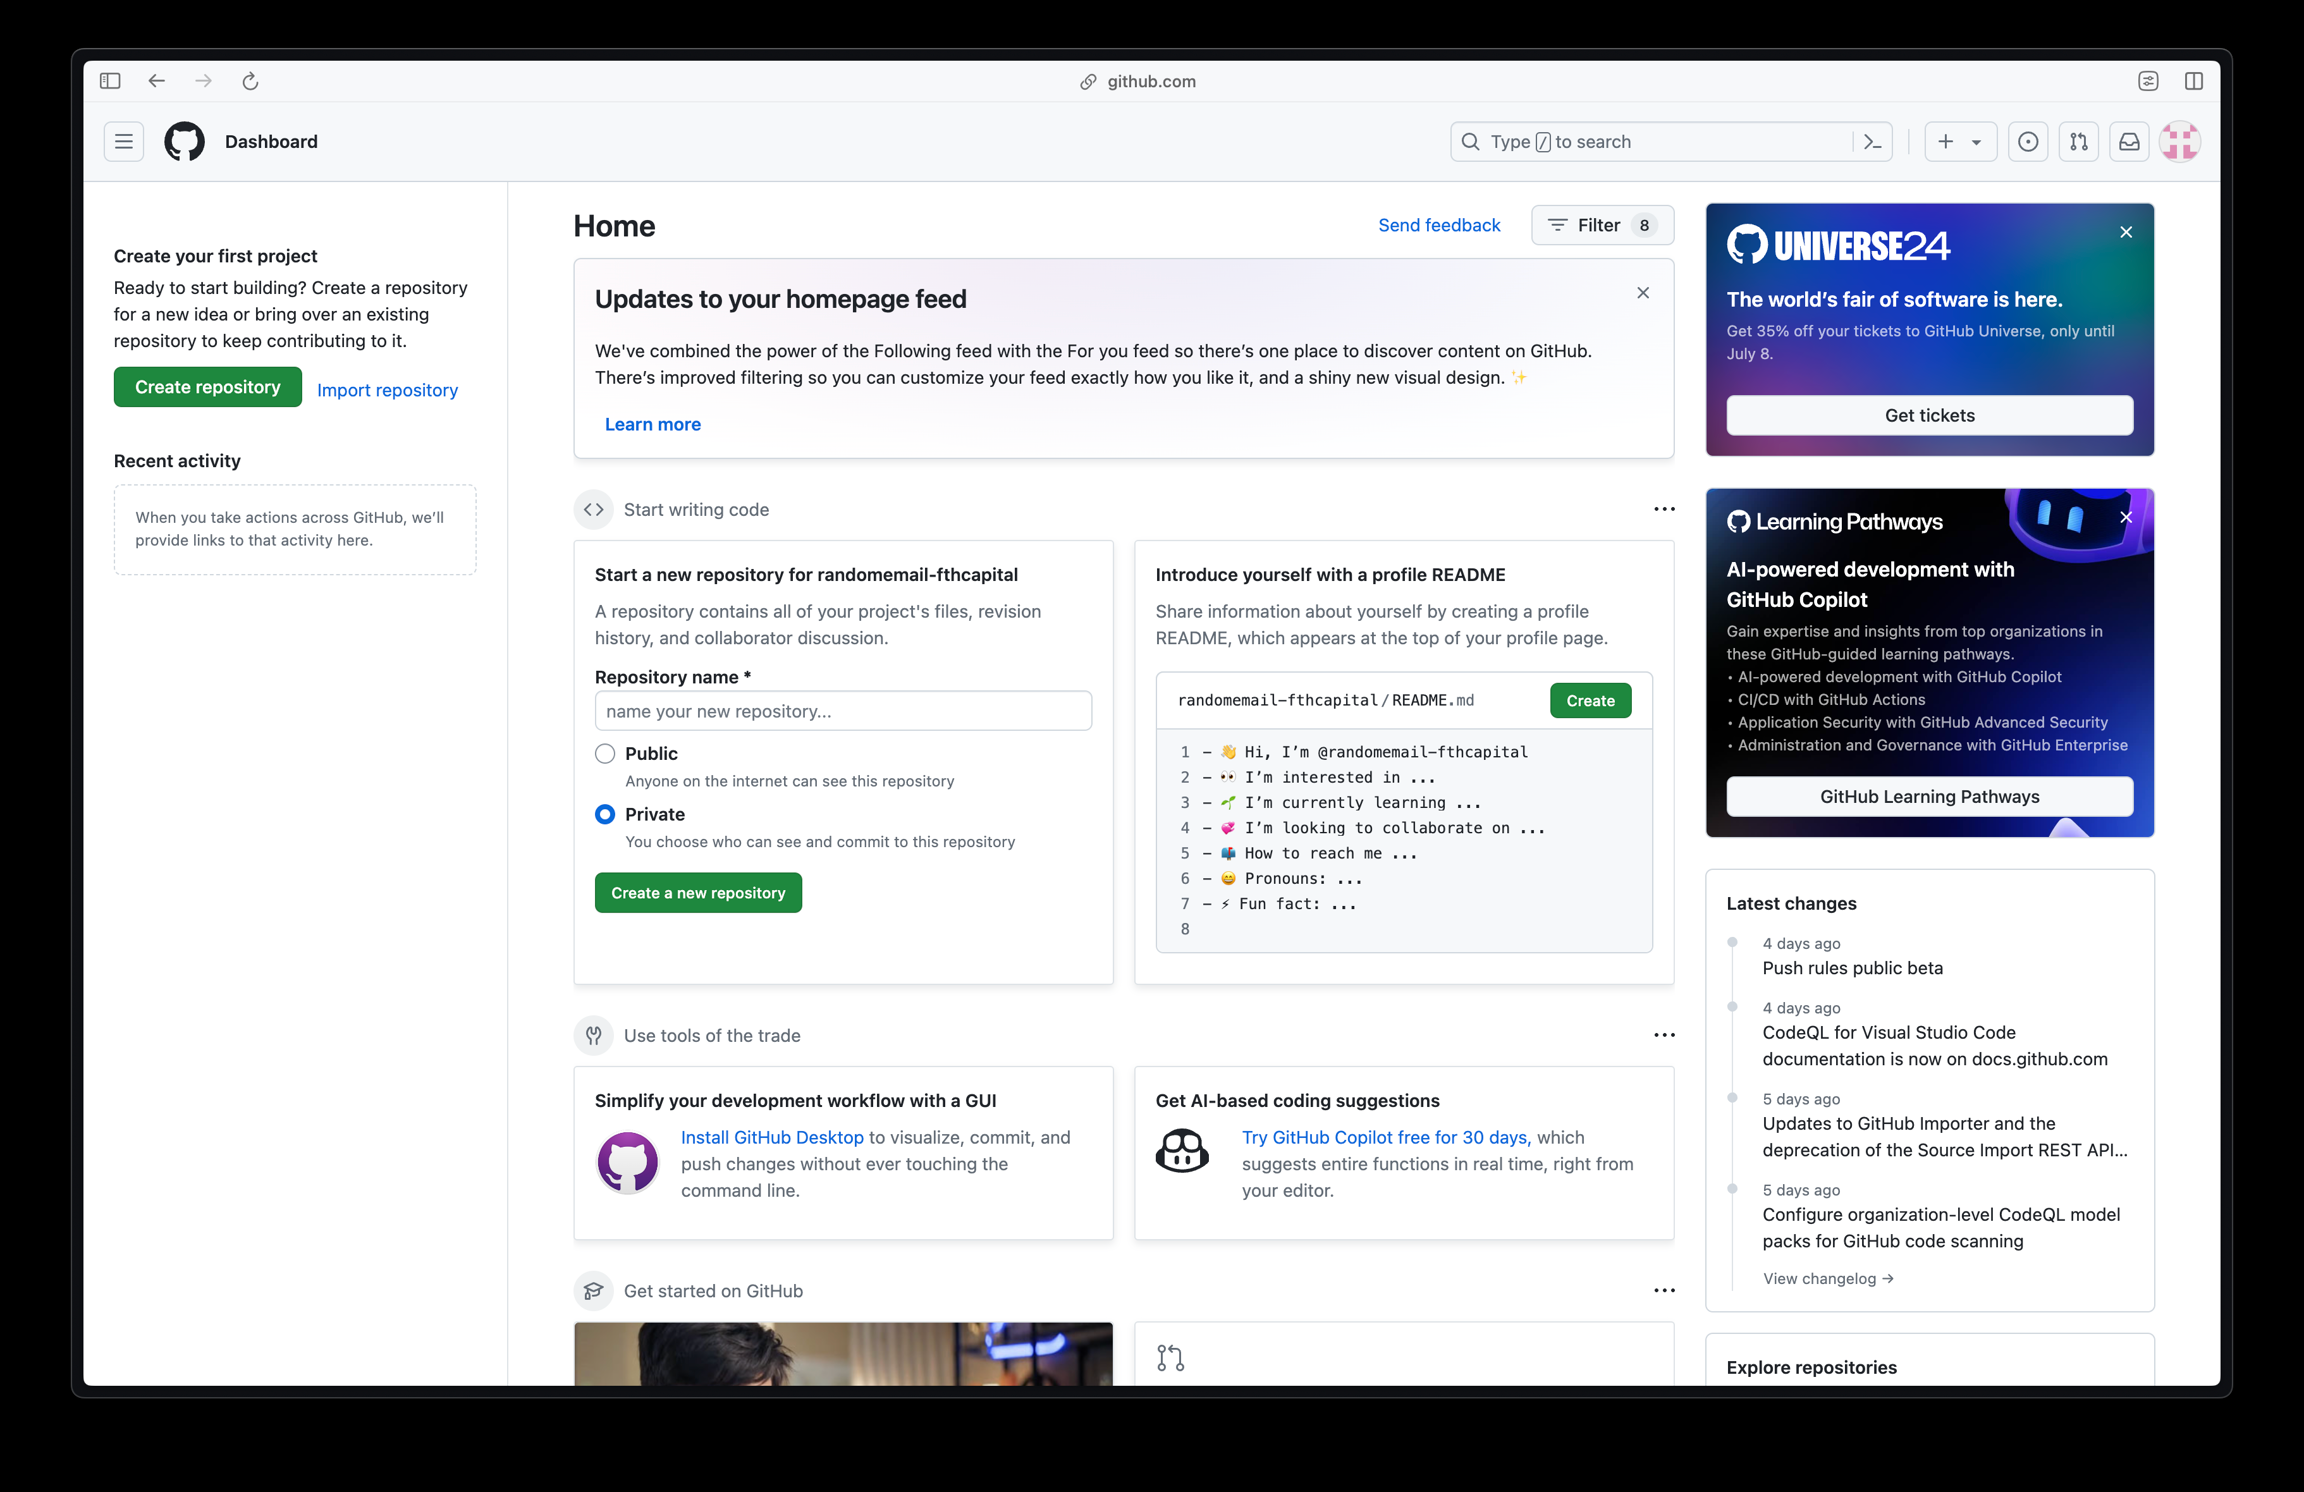 github.com
Dashboard
Type / to search
Create your first project
Ready to start building? Create a repository
for a new idea or bring over an existing
repository to keep contributing to it.
Create repository
Import repository
Recent activity
When you take actions across GitHub, we’ll
provide links to that activity here.
Home
Send feedback
Filter 8
Updates to your homepage feed
We've combined the power of the Following feed with the For you feed so there’s one place to discover content on GitHub.
There’s improved filtering so you can customize your feed exactly how you like it, and a shiny new visual design. ✨
Learn more
Start writing code
Start a new repository for randomemail-fthcapital
A repository contains all of your project's files, revision
history, and collaborator discussion.
Repository name *
name your new repository...
Public
Anyone on the internet can see this repository
Private
You choose who can see and commit to this repository
Create a new repository
Introduce yourself with a profile README
Share information about yourself by creating a profile
README, which appears at the top of your profile page.
randomemail-fthcapital/README.md
Create
1 - 👋 Hi, I’m @randomemail-fthcapital
2 - 👀 I’m interested in ...
3 - 🌱 I’m currently learning ...
4 - 💞️ I’m looking to collaborate on ...
5 - 📫 How to reach me ...
6 - 😄 Pronouns: ...
7 - ⚡ Fun fact: ...
8
Use tools of the trade
Simplify your development workflow with a GUI
Install GitHub Desktop to visualize, commit, and
push changes without ever touching the
command line.
Get AI-based coding suggestions
Try GitHub Copilot free for 30 days, which
suggests entire functions in real time, right from
your editor.
Get started on GitHub
UNIVERSE24
The world’s fair of software is here.
Get 35% off your tickets to GitHub Universe, only until
July 8.
Get tickets
Learning Pathways
AI-powered development with
GitHub Copilot
Gain expertise and insights from top organizations in
these GitHub-guided learning pathways.
• AI-powered development with GitHub Copilot
• CI/CD with GitHub Actions
• Application Security with GitHub Advanced Security
• Administration and Governance with GitHub Enterprise
GitHub Learning Pathways
Latest changes
4 days ago
Push rules public beta
4 days ago
CodeQL for Visual Studio Code
documentation is now on docs.github.com
5 days ago
Updates to GitHub Importer and the
deprecation of the Source Import REST API...
5 days ago
Configure organization-level CodeQL model
packs for GitHub code scanning
View changelog →
Explore repositories